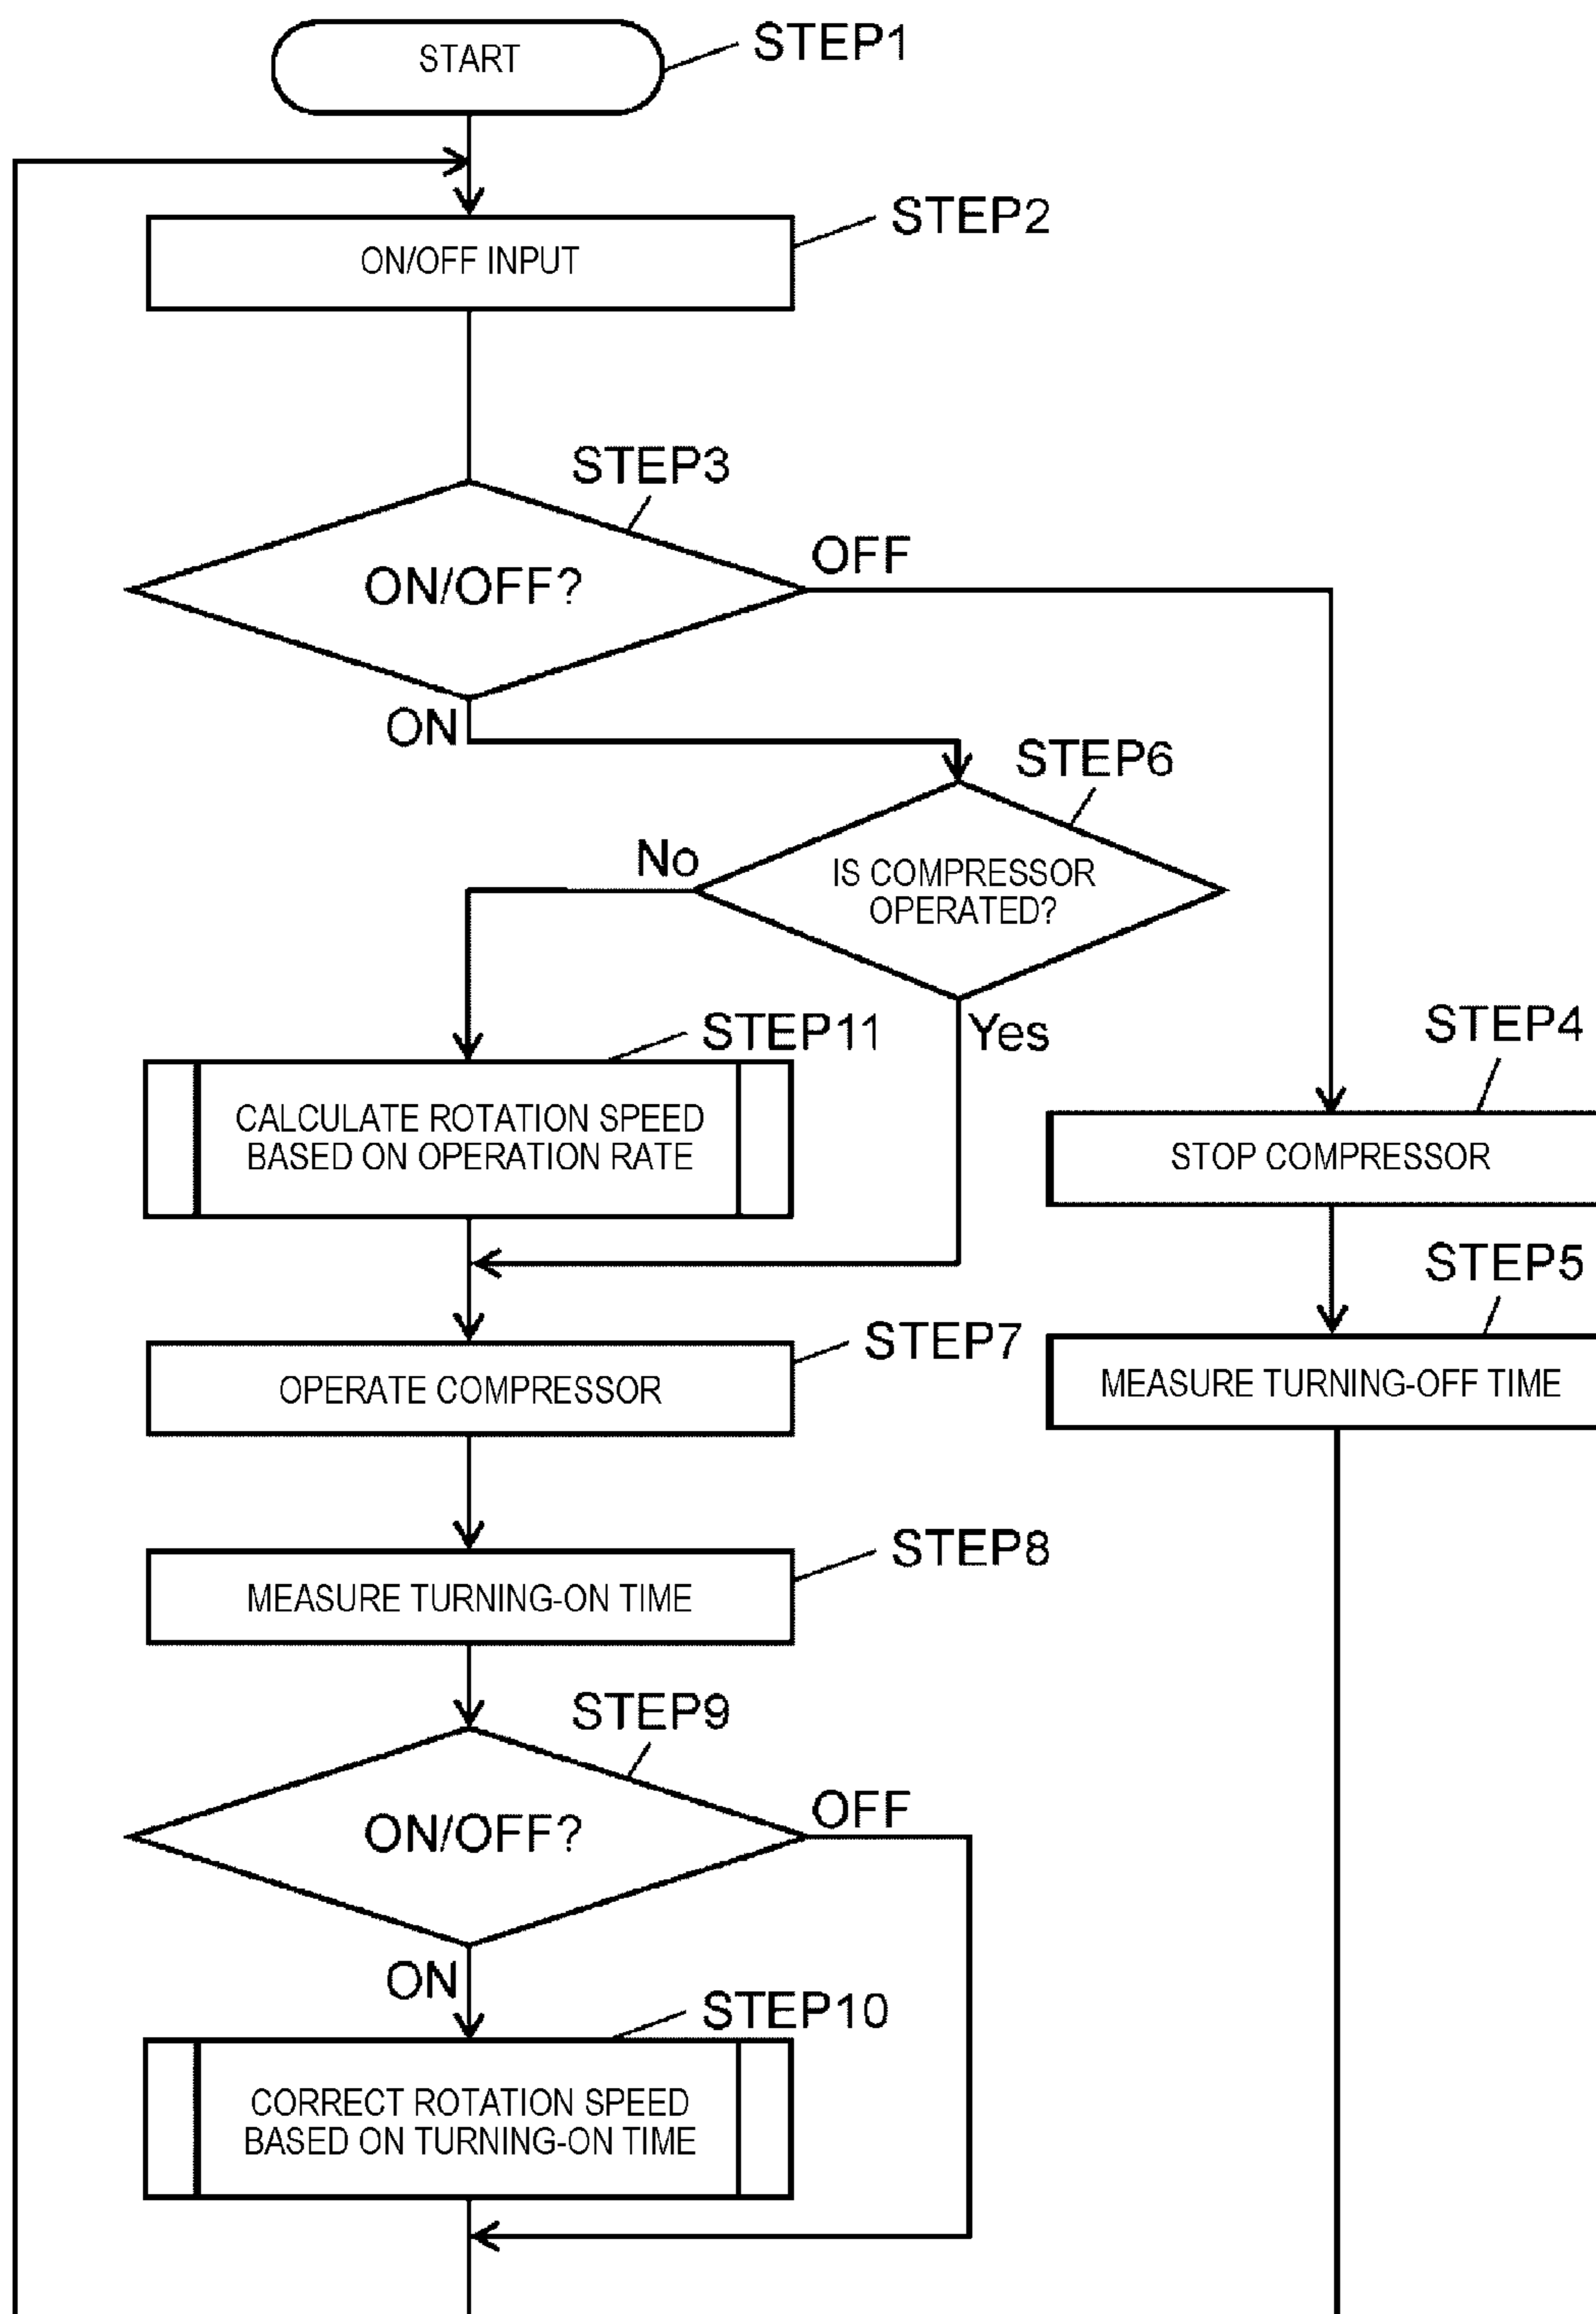 START
STEP1
STEP2
ON/OFF INPUT
STEP3
ON/OFF?
OFF
ON
STEP6
No
IS COMPRESSOR
OPERATED?
Yes
STEP11
CALCULATE ROTATION SPEED
BASED ON OPERATION RATE
STEP4
STOP COMPRESSOR
STEP5
MEASURE TURNING-OFF TIME
STEP7
OPERATE COMPRESSOR
STEP8
MEASURE TURNING-ON TIME
STEP9
ON/OFF?
OFF
ON
STEP10
CORRECT ROTATION SPEED
BASED ON TURNING-ON TIME